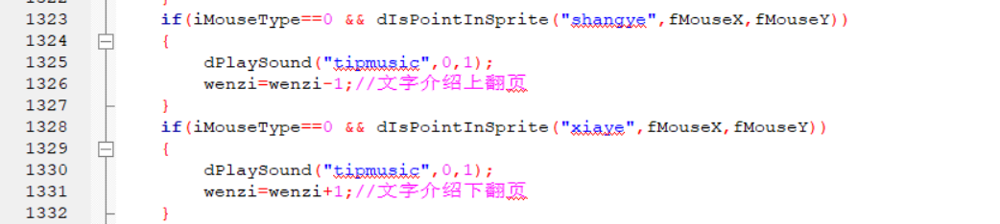 1323 if(iMouseType==0 && dIsPointInSprite("shangye",fMouseX,fMouseY))
1324 {
1325 dPlaySound("tipmusic",0,1);
1326 wenzi=wenzi-1;//文字介绍上翻页
1327 }
1328 if(iMouseType==0 && dIsPointInSprite("xiaye",fMouseX,fMouseY))
1329 {
1330 dPlaySound("tipmusic",0,1);
1331 wenzi=wenzi+1;//文字介绍下翻页
1332 }